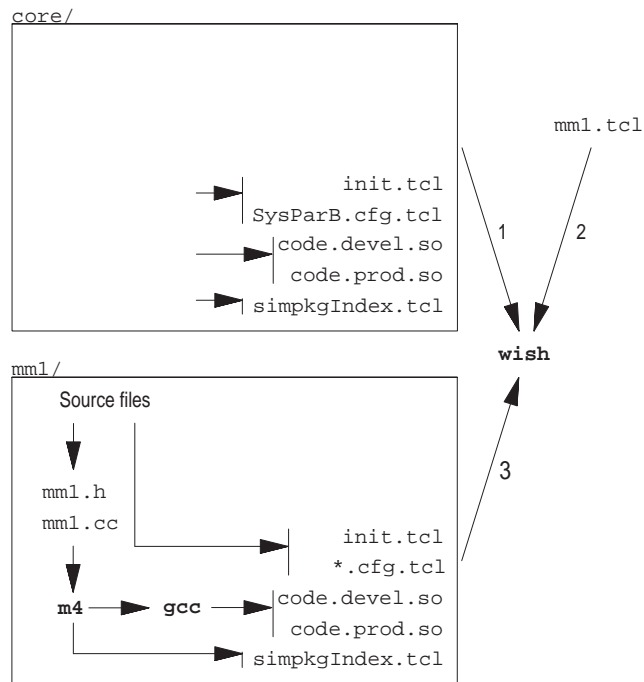 core/
mm1.tcl
init.tcl
SysParB.cfg.tcl
code.devel.so
code.prod.so
simpkgIndex.tcl
1
2
wish
mm1/
Source files
3
mm1.h
mm1.cc
init.tcl
*.cfg.tcl
m4
gcc
code.devel.so
code.prod.so
simpkgIndex.tcl